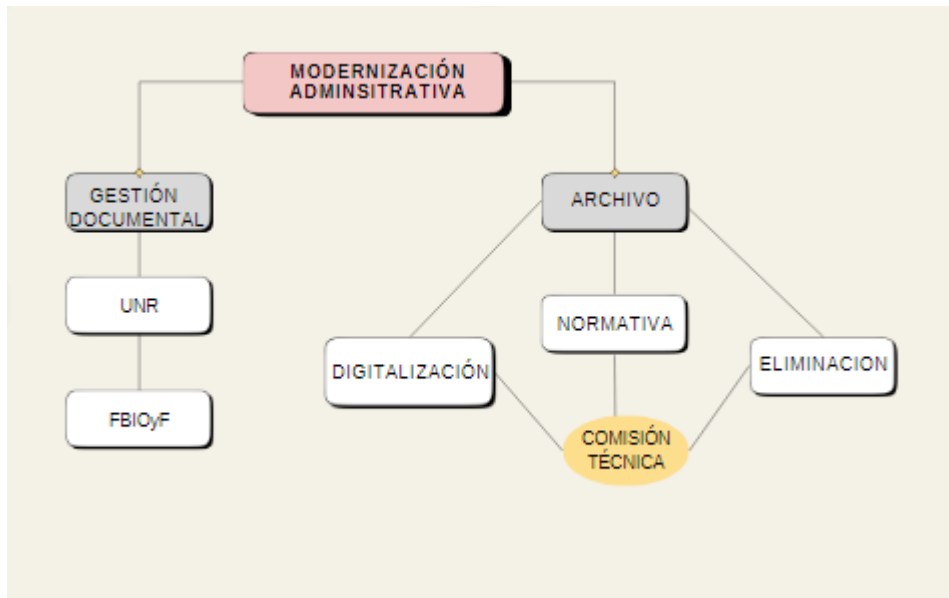 MODERNIZACIÓN
ADMINSITRATIVA
GESTIÓN
DOCUMENTAL
ARCHIVO
UNR
NORMATIVA
DIGITALIZACIÓN
ELIMINACION
FBIOyF
COMISIÓN
TÉCNICA